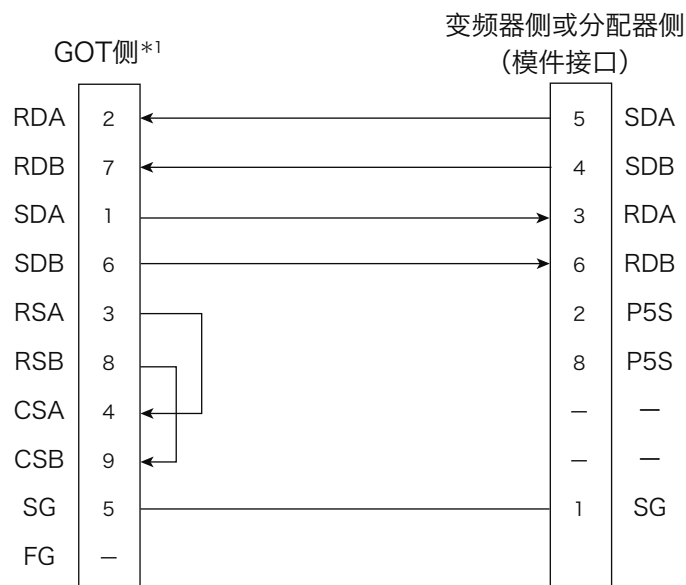 变频器侧或分配器侧
GOT侧*1
（模件接口）
RDA 2 5 SDA
RDB 7 4 SDB
SDA 1 3 RDA
SDB 6 6 RDB
RSA 3 2 P5S
RSB 8 8 P5S
CSA 4 – –
CSB 9 – –
SG 5 1 SG
FG –